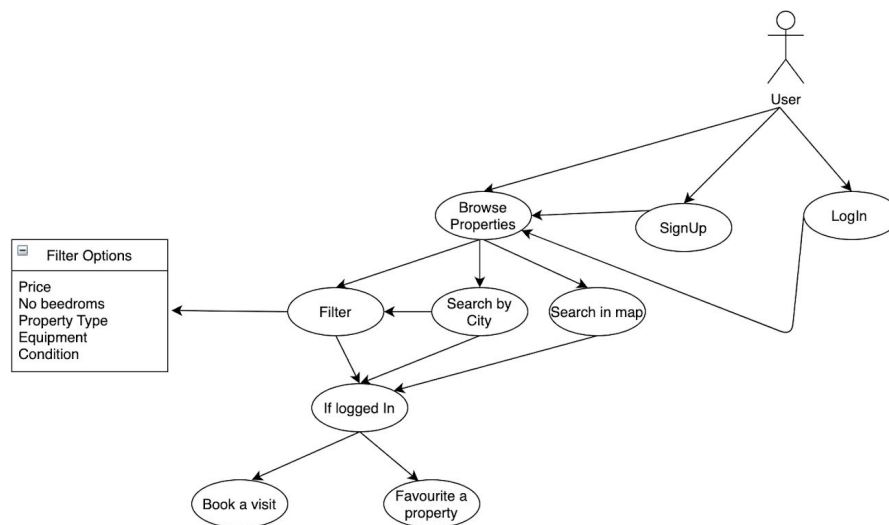 User
Browse
Properties
SignUp
LogIn
Filter Options
Price
No beedroms
Property Type
Equipment
Condition
Filter
Search by
City
Search in map
If logged In
Book a visit
Favourite a
property